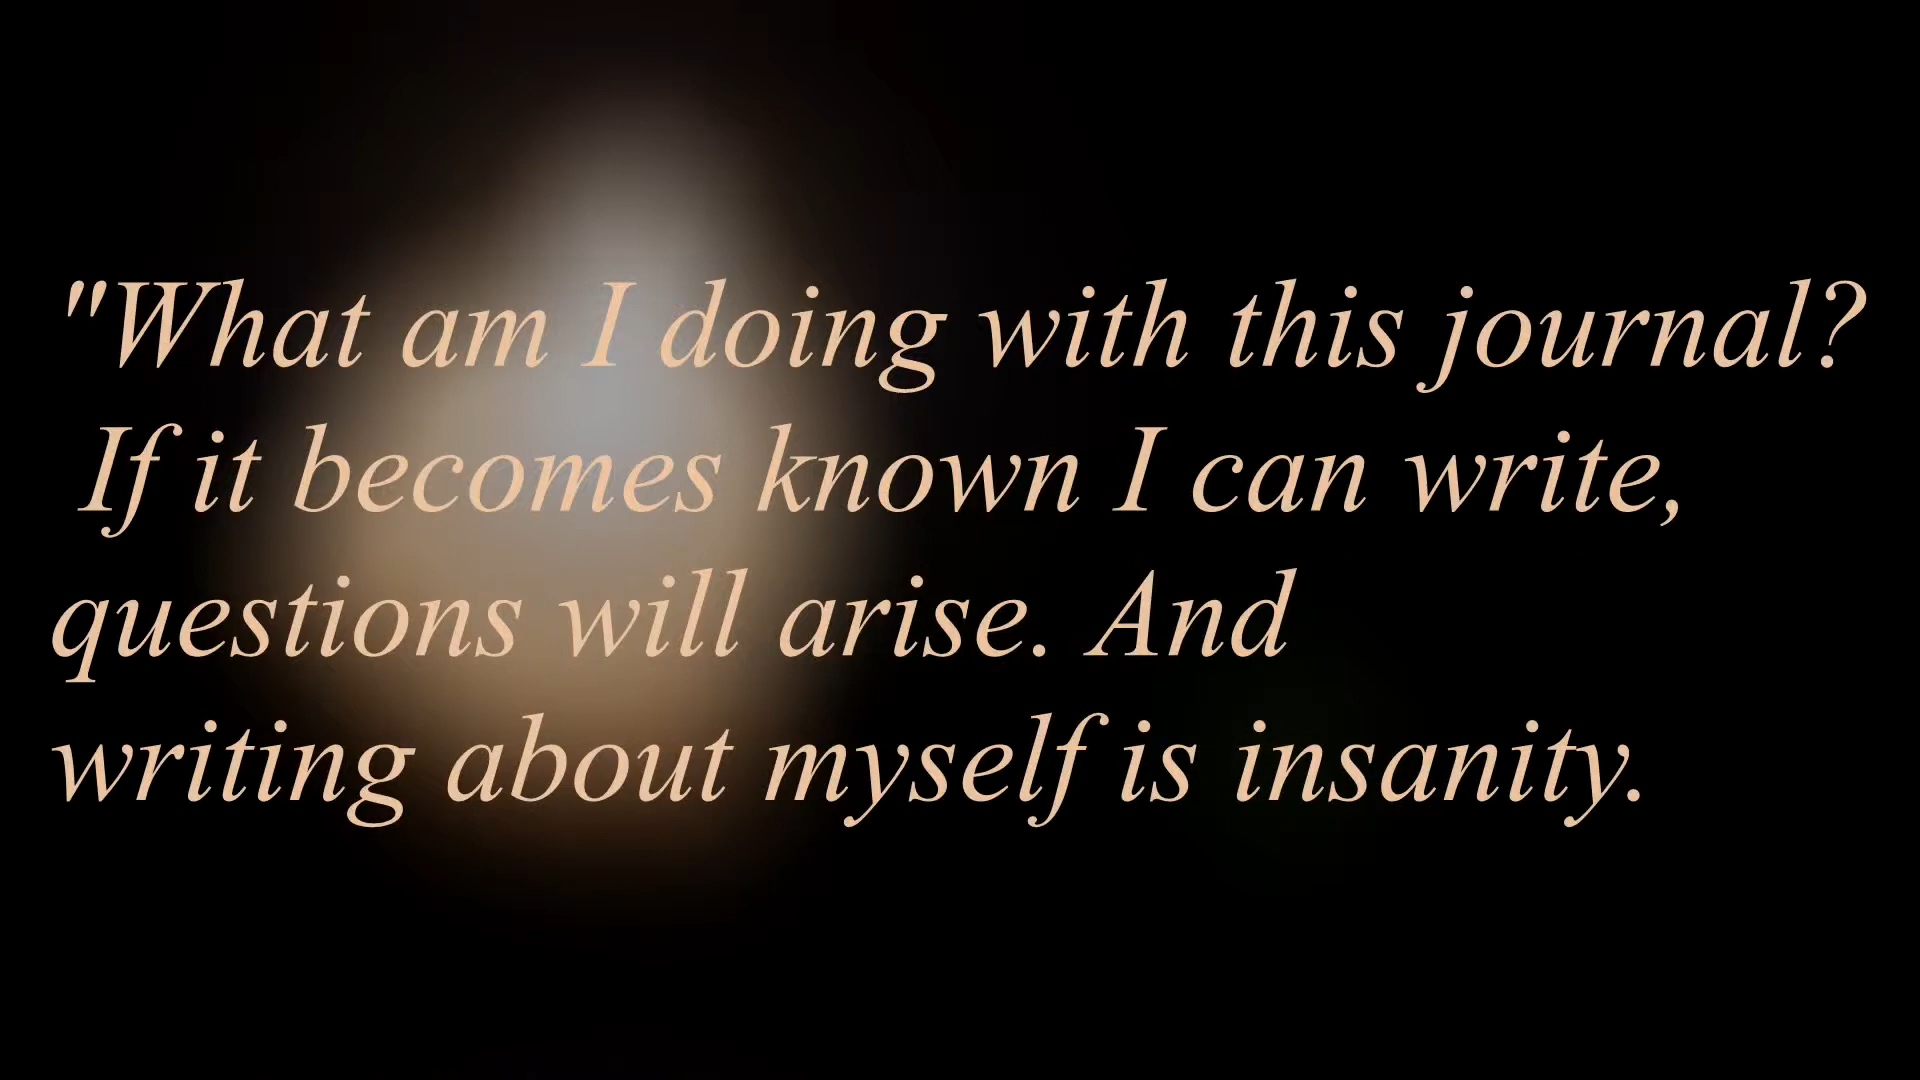 "What am I doing with this journal?
If it becomes known I can write,
questions will arise. And
writing about myself is insanity.